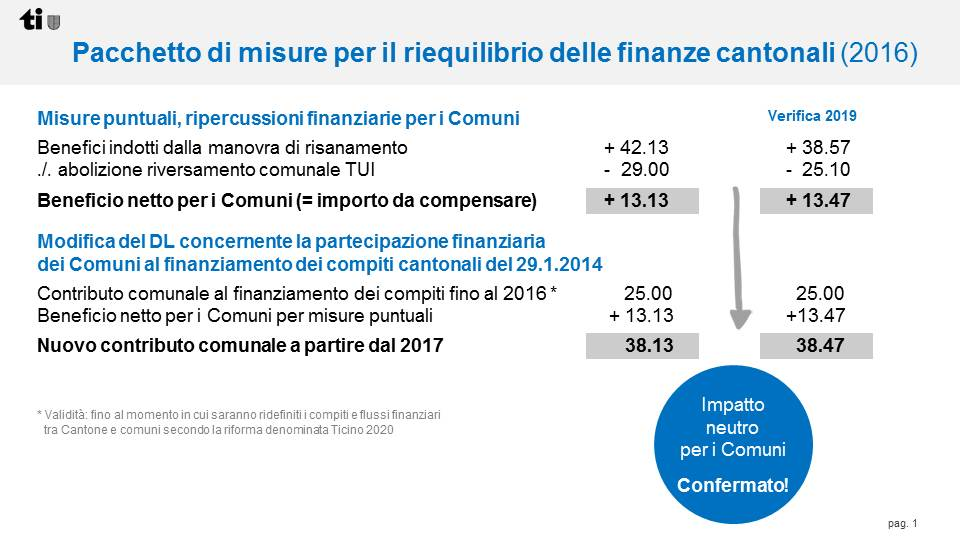 ti
Pacchetto di misure per il riequilibrio delle finanze cantonali (2016)
Misure puntuali, ripercussioni finanziarie per i Comuni Verifica 2019
Benefici indotti dalla manovra di risanamento + 42.13 + 38.57
./. abolizione riversamento comunale TUI - 29.00 - 25.10
Beneficio netto per i Comuni (= importo da compensare) + 13.13 + 13.47
Modifica del DL concernente la partecipazione finanziaria
dei Comuni al finanziamento dei compiti cantonali del 29.1.2014
Contributo comunale al finanziamento dei compiti fino al 2016 * 25.00 25.00
Beneficio netto per i Comuni per misure puntuali + 13.13 +13.47
Nuovo contributo comunale a partire dal 2017 38.13 38.47
* Validità: fino al momento in cui saranno ridefiniti i compiti e flussi finanziari
tra Cantone e comuni secondo la riforma denominata Ticino 2020
Impatto
neutro
per i Comuni
Confermato!
pag. 1